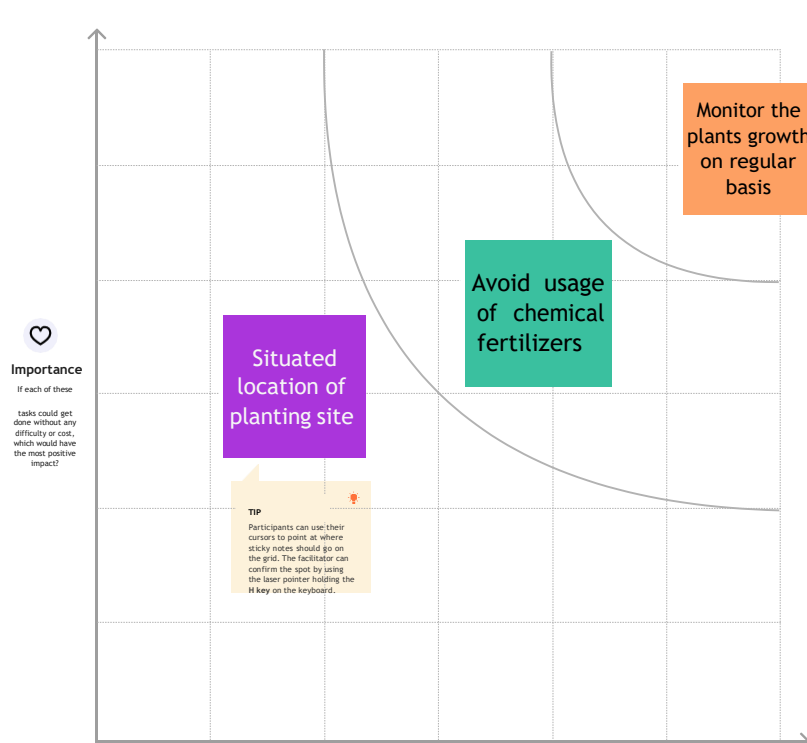 Monitor the
plants growth
on regular
basis
Avoid usage
of chemical
fertilizers
Situated
location of
planting site
Importance
If each of these
tasks could get
done without any
difficulty or cost,
which would have
the most positive
impact?
TIP
Participants can use their
cursors to point at where
sticky notes should go on
the grid. The facilitator can
confirm the spot by using
the laser pointer holding the
H key on the keyboard.